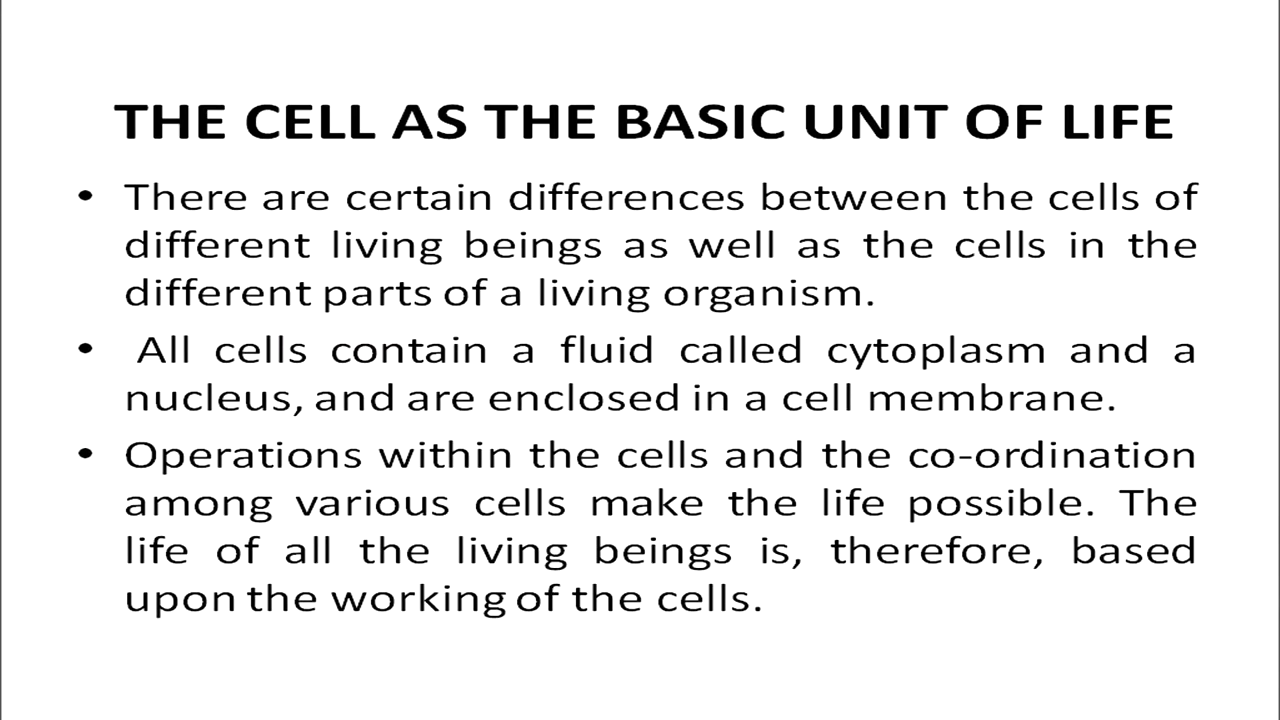 THE CELL AS THE BASIC UNIT OF LIFE
• There are certain differences between the cells of
different living beings as well as the cells in the
different parts of a living organism.
• All cells contain a fluid called cytoplasm and a
nucleus, and are enclosed in a cell membrane.
• Operations within the cells and the co-ordination
among various cells make the life possible. The
life of all the living beings is, therefore, based
upon the working of the cells.